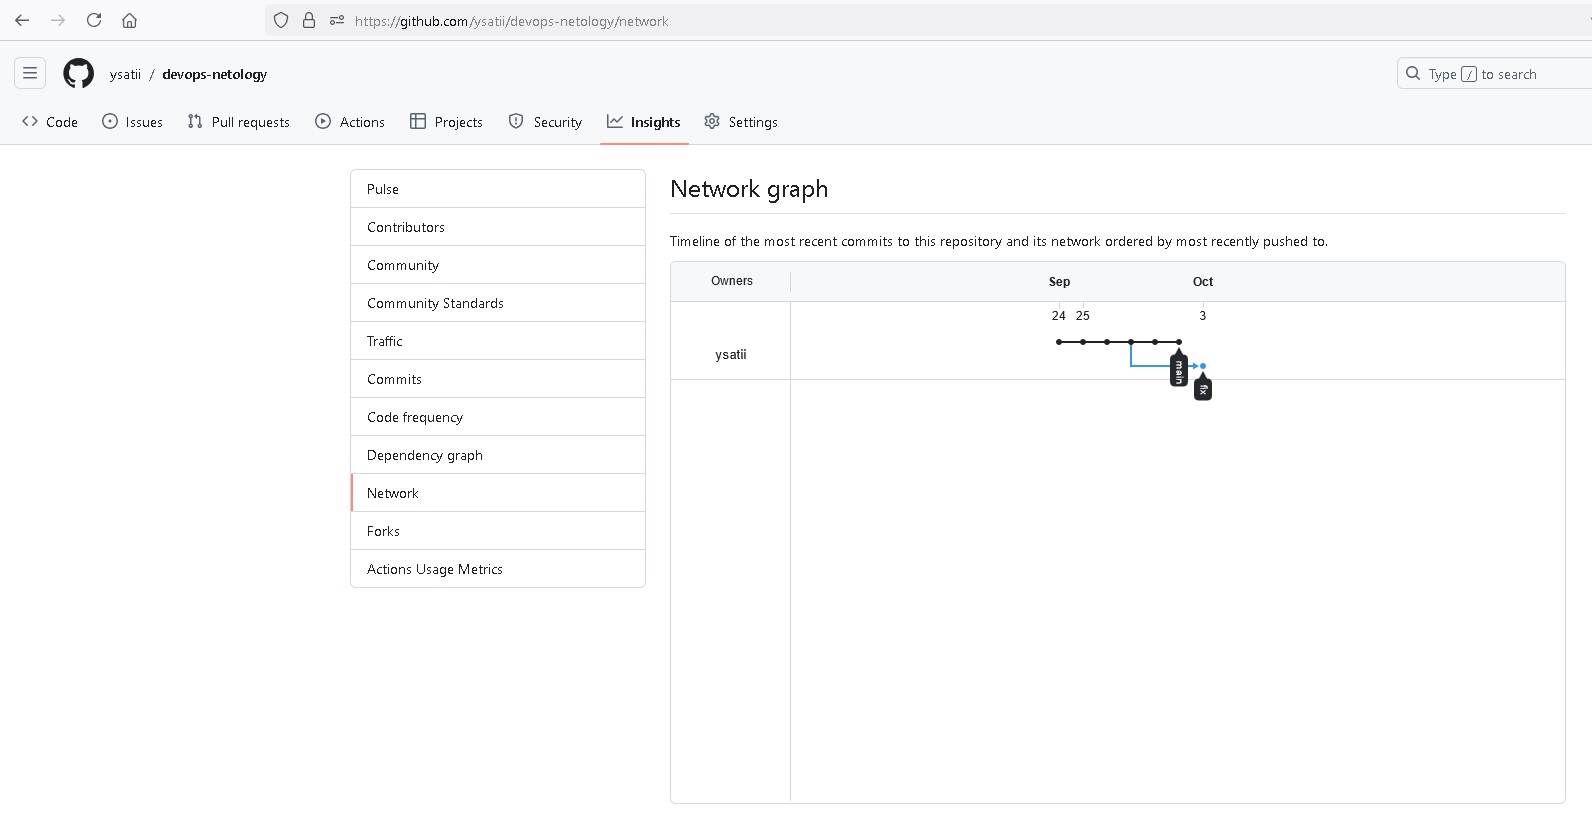 https://github.com/ysatii/devops-netology/network
ysatii / devops-netology
Type / to search
Code Issues Pull requests Actions Projects Security Insights Settings
Pulse
Contributors
Community
Community Standards
Traffic
Commits
Code frequency
Dependency graph
Network
Forks
Actions Usage Metrics
Network graph
Timeline of the most recent commits to this repository and its network ordered by most recently pushed to.
Owners Sep Oct
24 25 3
ysatii
main
fix